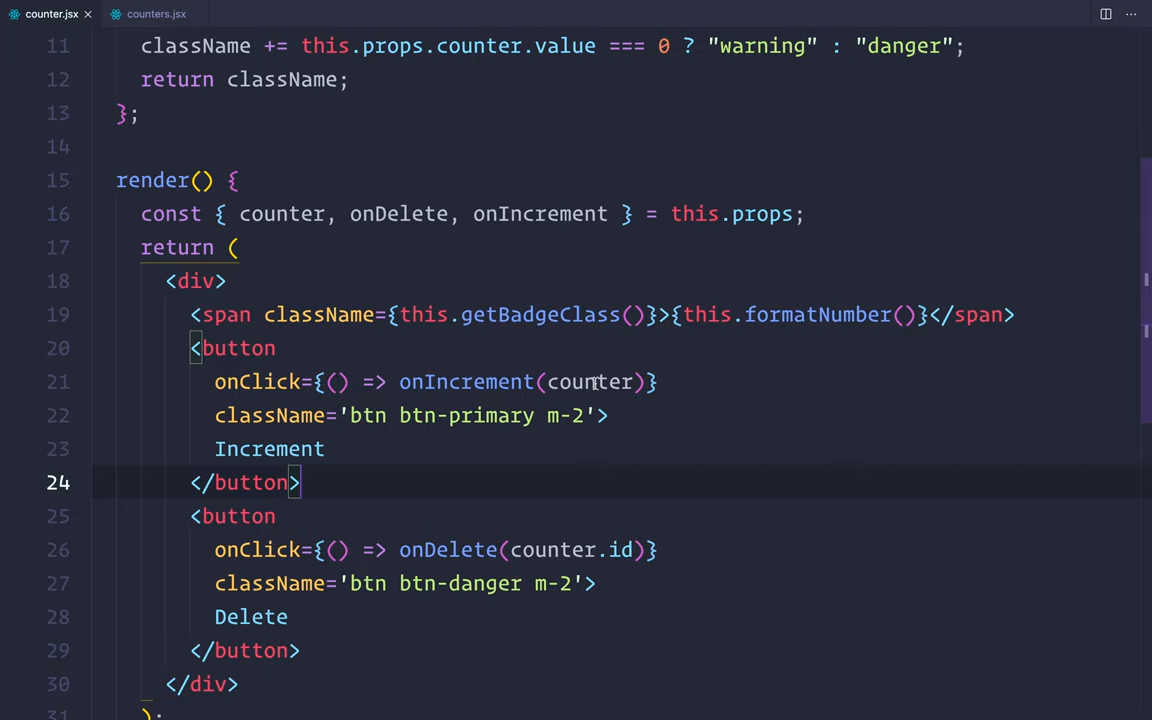 counter.jsx counters.jsx
11 className += this.props.counter.value === 0 ? "warning" : "danger";
12 return className;
13 };
14
15 render() {
16 const { counter, onDelete, onIncrement } = this.props;
17 return (
18 <div>
19 <span className={this.getBadgeClass()}>{this.formatNumber()}</span>
20 <button
21 onClick={() => onIncrement(counter)}
22 className='btn btn-primary m-2'>
23 Increment
24 </button>
25 <button
26 onClick={() => onDelete(counter.id)}
27 className='btn btn-danger m-2'>
28 Delete
29 </button>
30 </div>
31 );